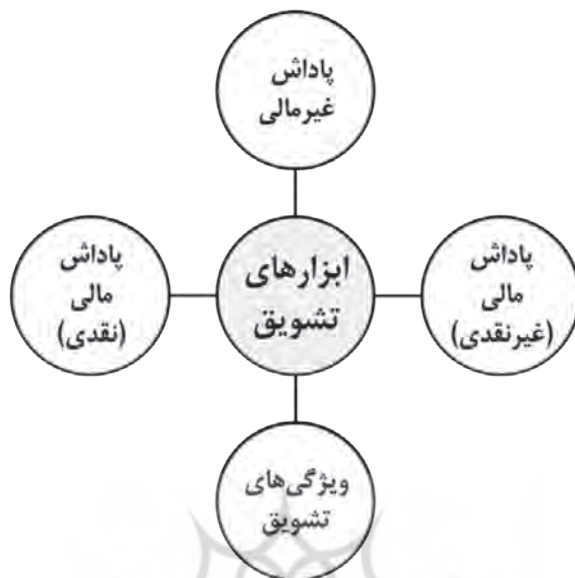 پاداش
غیرمالی
پاداش
مالی
(غیرنقدی)
ابزارهای
تشویق
پاداش
مالی
(نقدی)
ویژگی‌های
تشویق